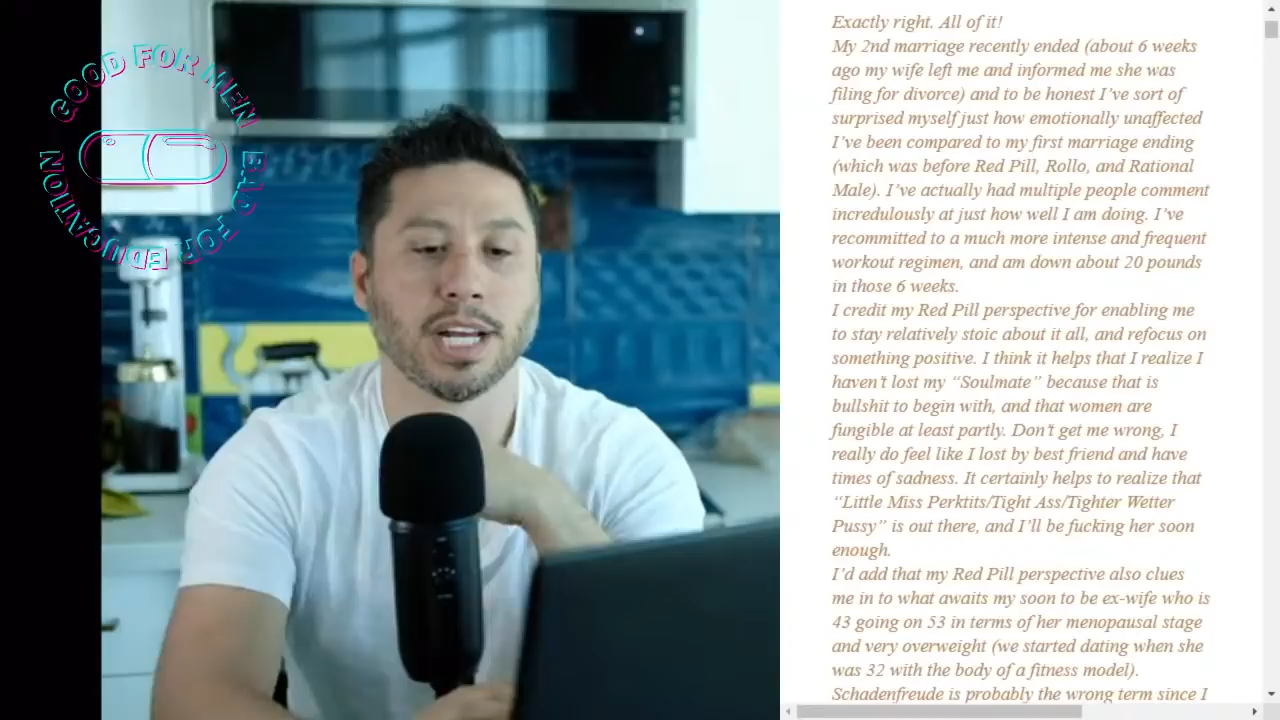 GOOD FOR MEN
BAD FOR EDUCATION
Exactly right. All of it!
My 2nd marriage recently ended (about 6 weeks
ago my wife left me and informed me she was
filing for divorce) and to be honest I've sort of
surprised myself just how emotionally unaffected
I've been compared to my first marriage ending
(which was before Red Pill, Rollo, and Rational
Male). I've actually had multiple people comment
incredulously at just how well I am doing. I've
recommitted to a much more intense and frequent
workout regimen, and am down about 20 pounds
in those 6 weeks.
I credit my Red Pill perspective for enabling me
to stay relatively stoic about it all, and refocus on
something positive. I think it helps that I realize I
haven't lost my “Soulmate” because that is
bullshit to begin with, and that women are
fungible at least partly. Don't get me wrong, I
really do feel like I lost by best friend and have
times of sadness. It certainly helps to realize that
“Little Miss Perktits/Tight Ass/Tighter Wetter
Pussy” is out there, and I'll be fucking her soon
enough.
I'd add that my Red Pill perspective also clues
me in to what awaits my soon to be ex-wife who is
43 going on 53 in terms of her menopausal stage
and very overweight (we started dating when she
was 32 with the body of a fitness model).
Schadenfreude is probably the wrong term since I